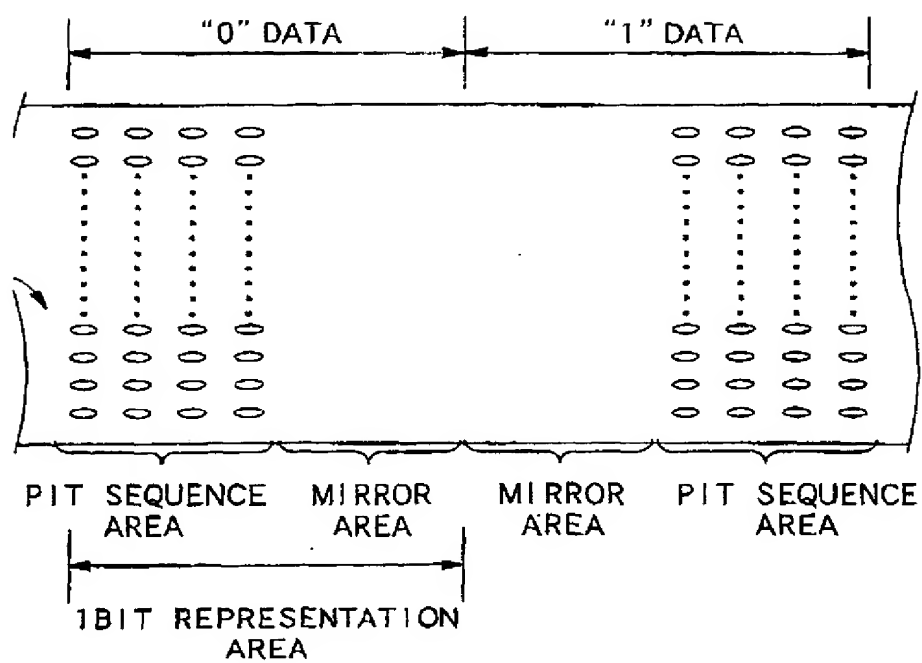 “0” DATA
“1” DATA
PIT SEQUENCE
AREA
MIRROR
AREA
MIRROR
AREA
PIT SEQUENCE
AREA
1BIT REPRESENTATION
AREA